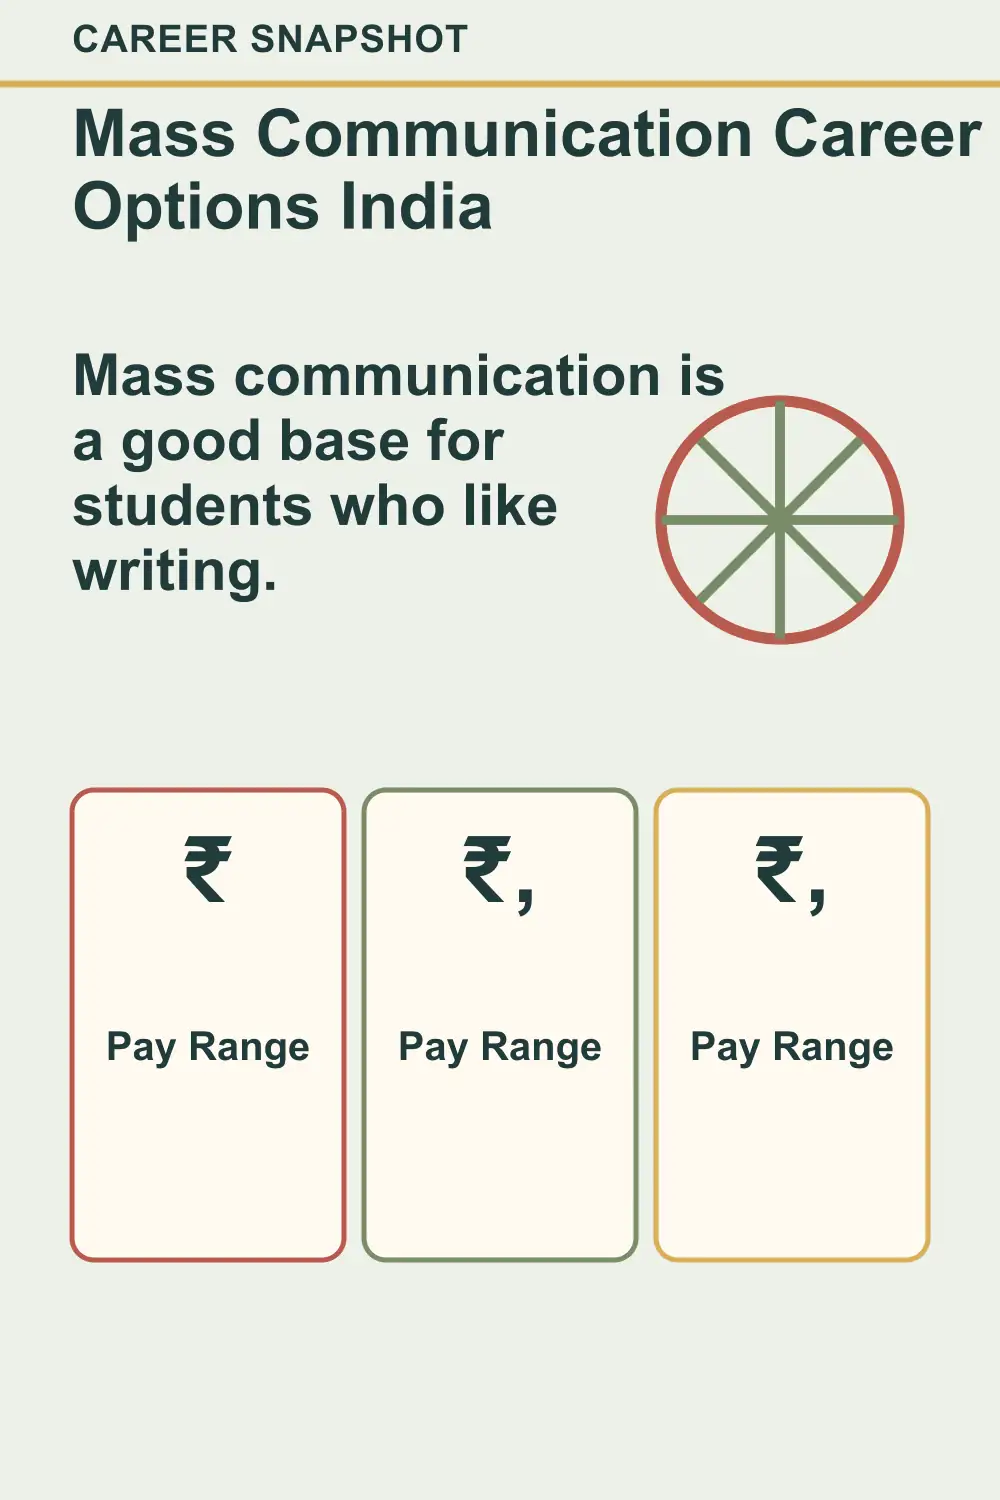 CAREER SNAPSHOT
Mass Communication Career
Options India
Mass communication is
a good base for
students who like
writing.
₹
₹,
₹,
Pay Range
Pay Range
Pay Range